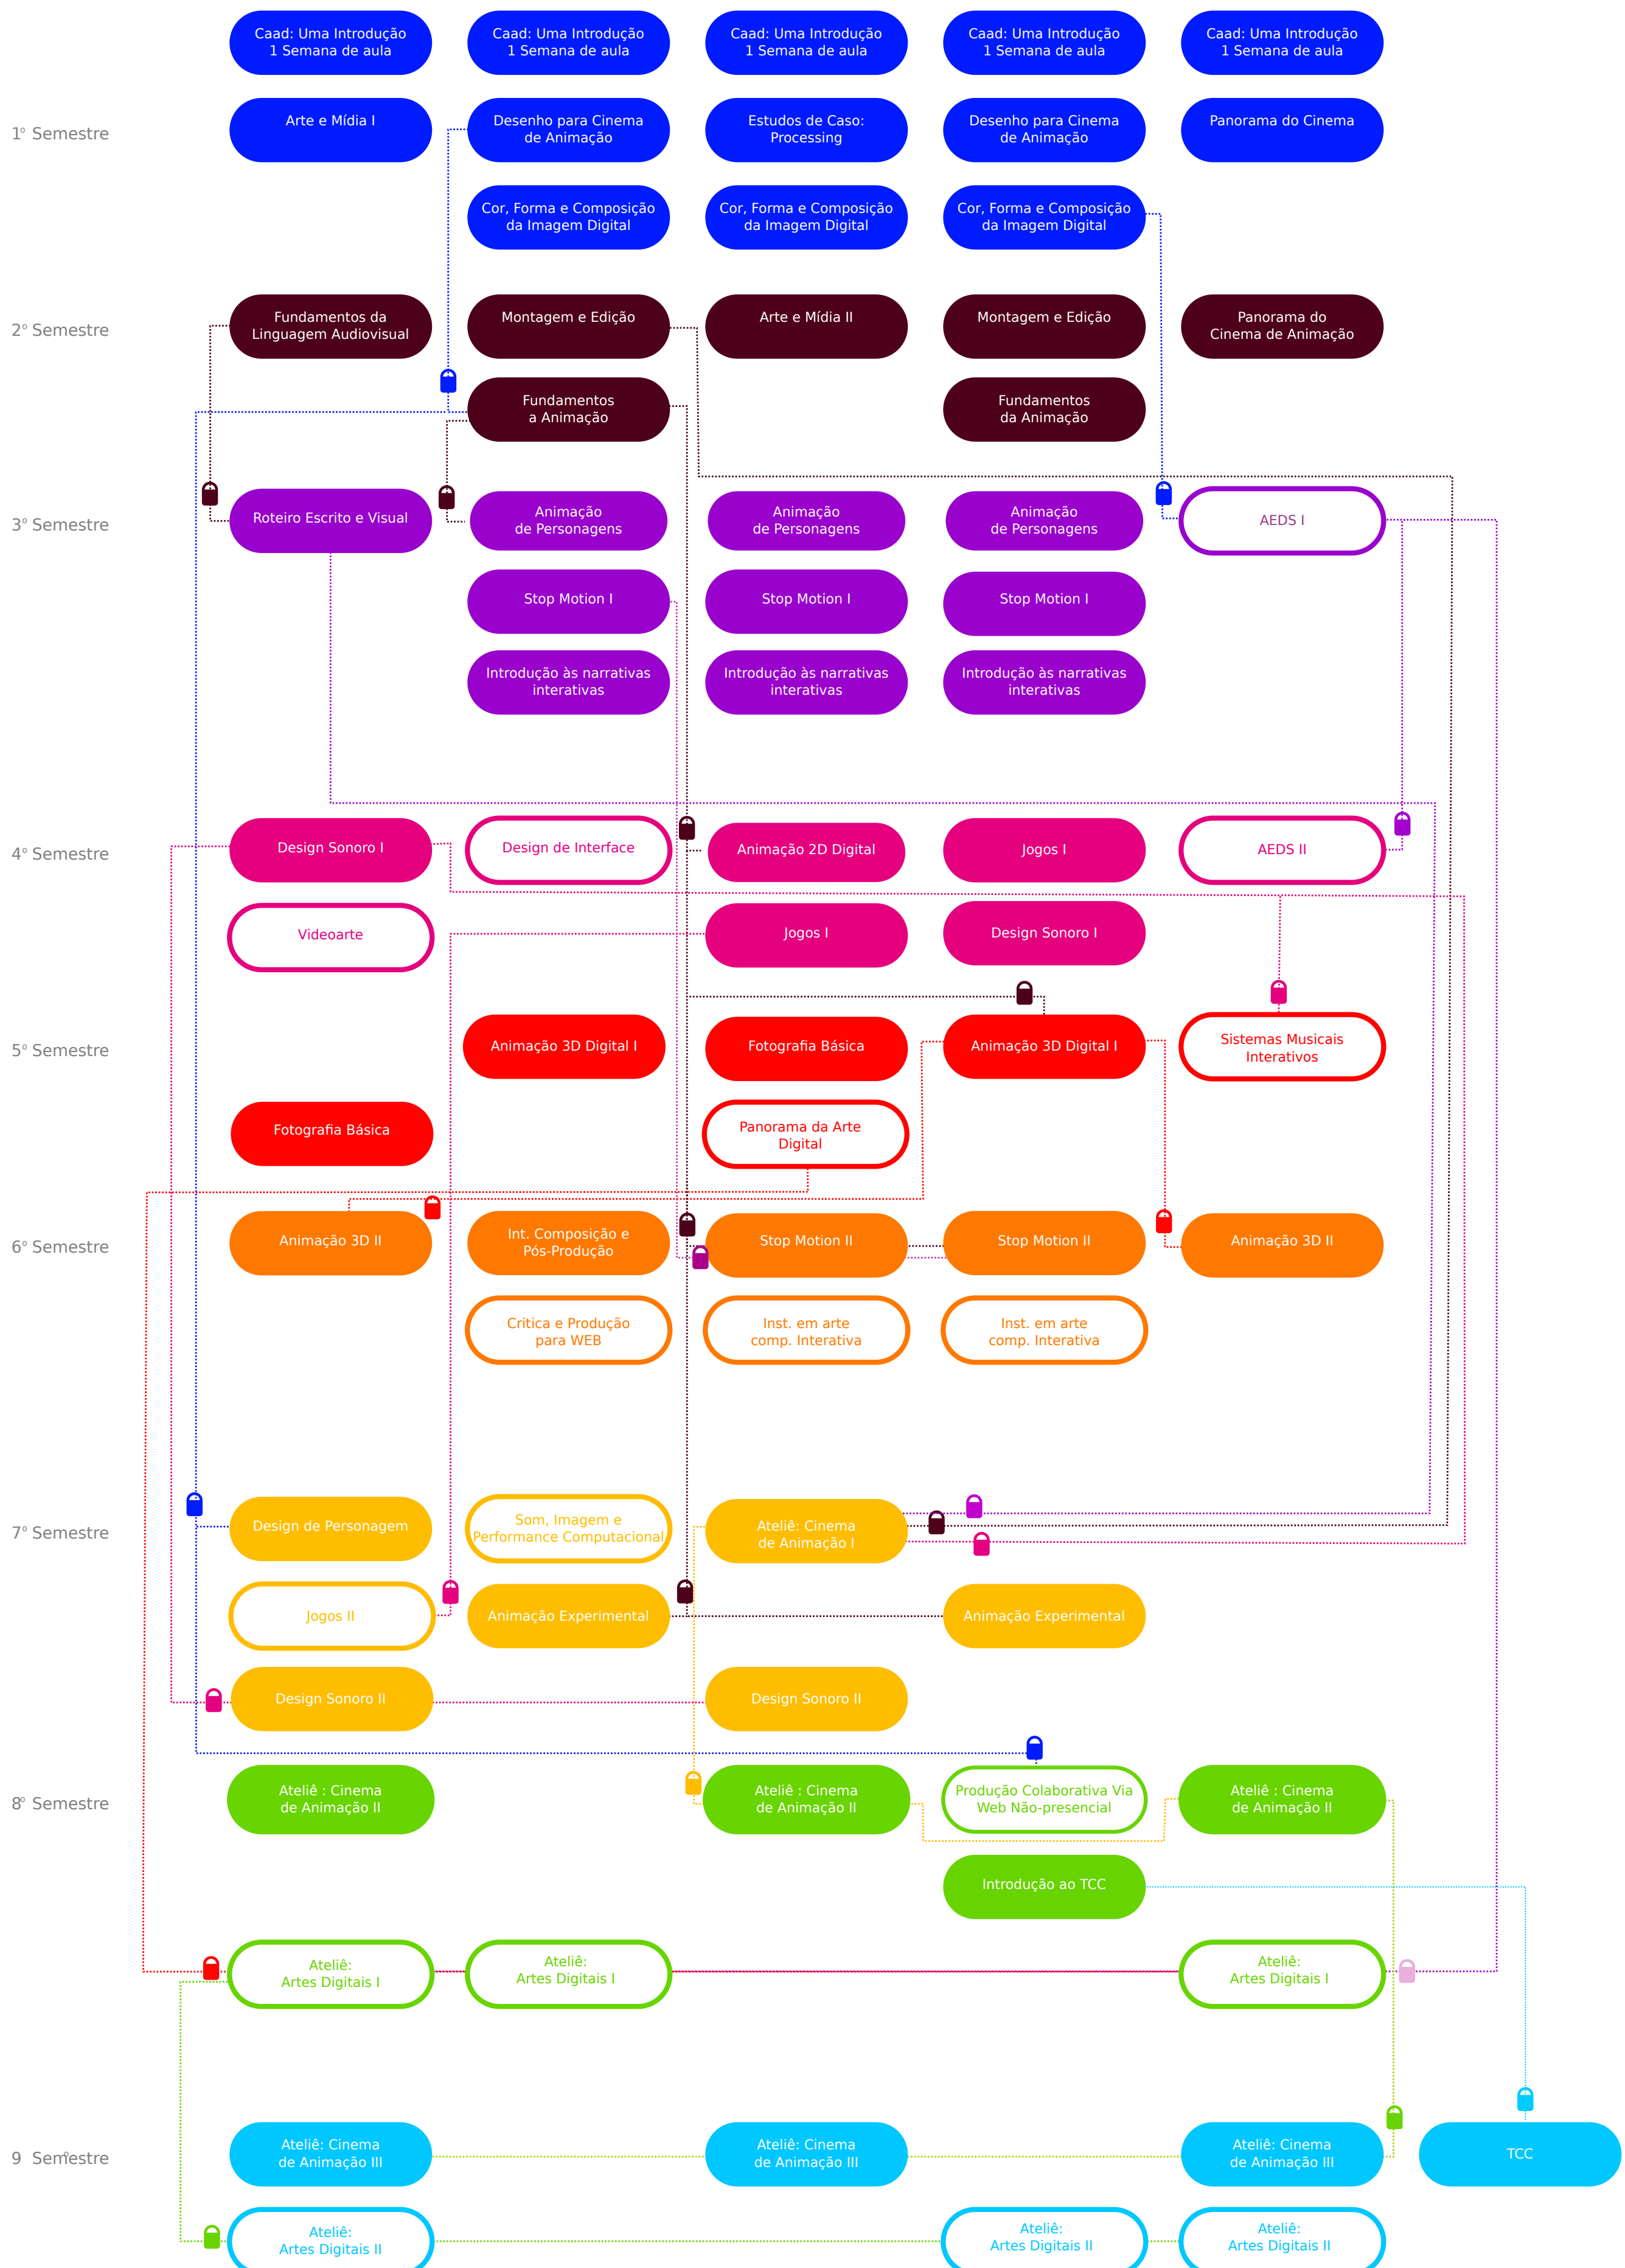 Caad: Uma Introdução
1 Semana de aula
Caad: Uma Introdução
1 Semana de aula
Caad: Uma Introdução
1 Semana de aula
Caad: Uma Introdução
1 Semana de aula
Caad: Uma Introdução
1 Semana de aula
1º Semestre
Arte e Mídia I
Desenho para Cinema
de Animação
Estudos de Caso:
Processing
Desenho para Cinema
de Animação
Panorama do Cinema
Cor, Forma e Composição
da Imagem Digital
Cor, Forma e Composição
da Imagem Digital
Cor, Forma e Composição
da Imagem Digital
2º Semestre
Fundamentos da
Linguagem Audiovisual
Montagem e Edição
Arte e Mídia II
Montagem e Edição
Panorama do
Cinema de Animação
Fundamentos
a Animação
Fundamentos
da Animação
3º Semestre
Roteiro Escrito e Visual
Animação
de Personagens
Animação
de Personagens
Animação
de Personagens
AEDS I
Stop Motion I
Stop Motion I
Stop Motion I
Introdução às narrativas
interativas
Introdução às narrativas
interativas
Introdução às narrativas
interativas
4º Semestre
Design Sonoro I
Design de Interface
Animação 2D Digital
Jogos I
AEDS II
Videoarte
Jogos I
Design Sonoro I
5º Semestre
Animação 3D Digital I
Fotografia Básica
Animação 3D Digital I
Sistemas Musicais
Interativos
Fotografia Básica
Panorama da Arte
Digital
6º Semestre
Animação 3D II
Int. Composição e
Pós-Produção
Stop Motion II
Stop Motion II
Animação 3D II
Critica e Produção
para WEB
Inst. em arte
comp. Interativa
Inst. em arte
comp. Interativa
7º Semestre
Design de Personagem
Som, Imagem e
Performance Computacional
Ateliê: Cinema
de Animação I
Jogos II
Animação Experimental
Animação Experimental
Design Sonoro II
Design Sonoro II
8º Semestre
Ateliê : Cinema
de Animação II
Ateliê : Cinema
de Animação II
Produção Colaborativa Via
Web Não-presencial
Ateliê : Cinema
de Animação II
Introdução ao TCC
Ateliê:
Artes Digitais I
Ateliê:
Artes Digitais I
Ateliê:
Artes Digitais I
9 Semestre
Ateliê: Cinema
de Animação III
Ateliê: Cinema
de Animação III
Ateliê: Cinema
de Animação III
TCC
Ateliê:
Artes Digitais II
Ateliê:
Artes Digitais II
Ateliê:
Artes Digitais II